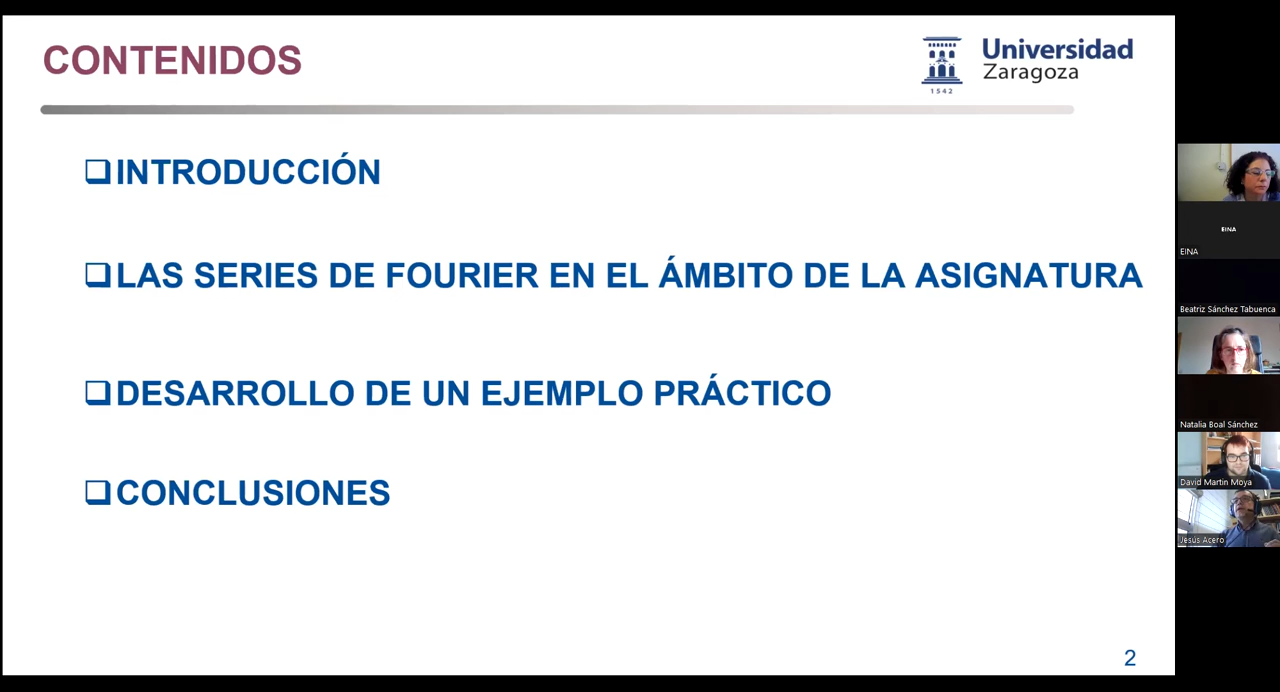 CONTENIDOS
Universidad
Zaragoza
1542
INTRODUCCIÓN
LAS SERIES DE FOURIER EN EL ÁMBITO DE LA ASIGNATURA
DESARROLLO DE UN EJEMPLO PRÁCTICO
CONCLUSIONES
2
EINA
EINA
Beatriz Sánchez Tabuenca
Natalia Boal Sánchez
David Martin Moya
Jesús Acero